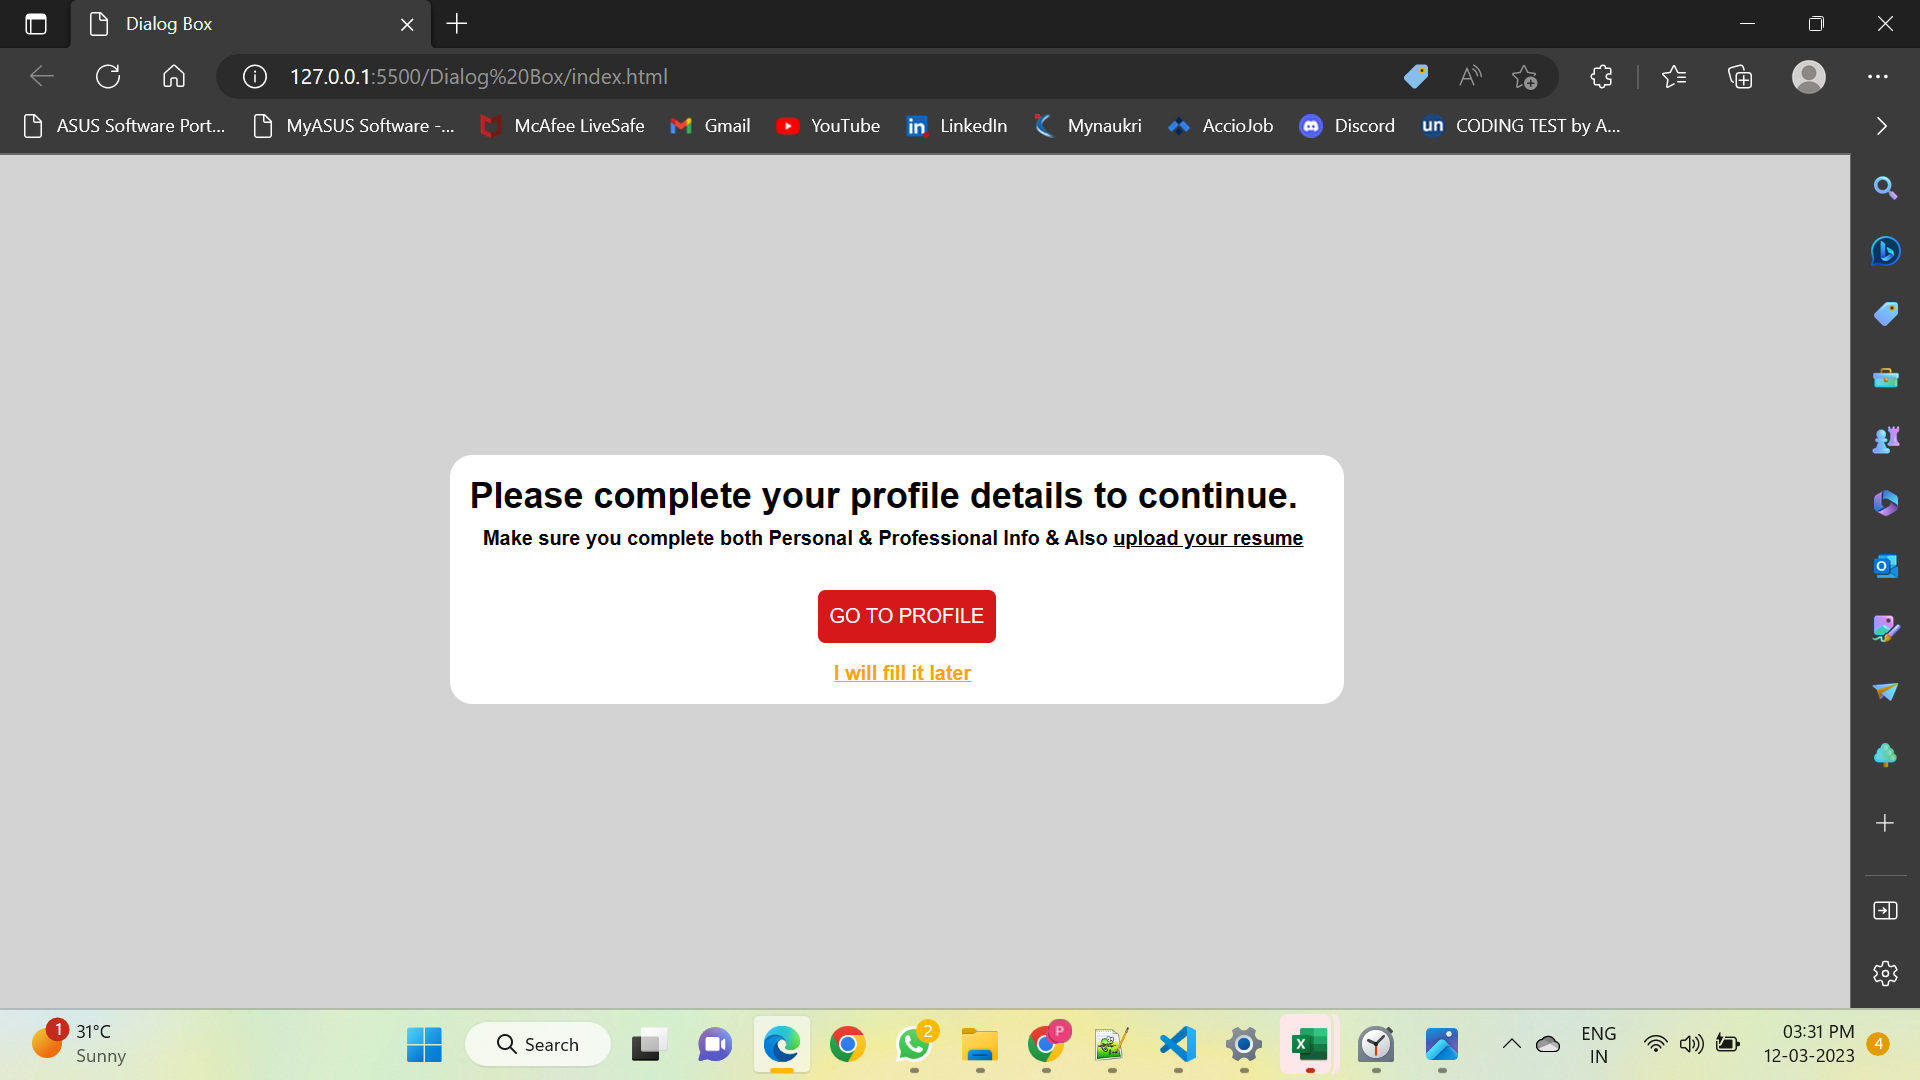 Dialog Box
127.0.0.1:5500/Dialog%20Box/index.html
ASUS Software Port... MyASUS Software -... McAfee LiveSafe Gmail YouTube LinkedIn Mynaukri AccioJob Discord un CODING TEST by A...
Please complete your profile details to continue.
Make sure you complete both Personal & Professional Info & Also upload your resume
GO TO PROFILE
I will fill it later
1 31°C
Sunny
Search
2
P
ENG
IN
03:31 PM
12-03-2023
4